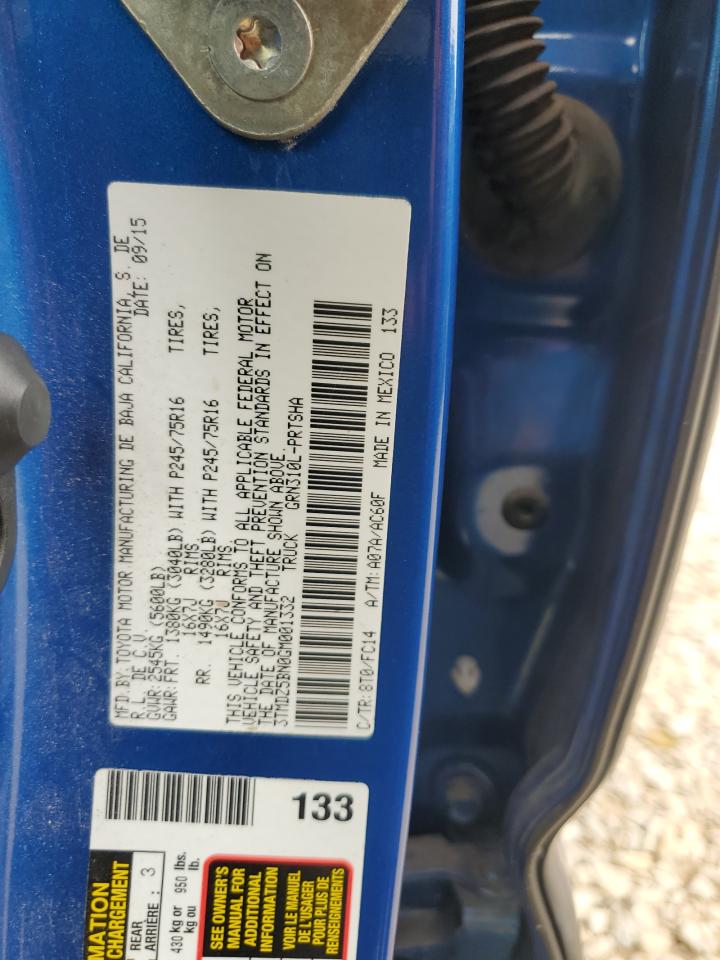 MFD.BY:TOYOTA MOTOR MANUFACTURING DE BAJA CALIFORNIA, S. DE
R.L. DE C.V. DATE: 09/15
GVWR:2545KG (5600LB)
GAWR:FRT. 1380KG (3040LB) WITH P245/75R16 TIRES,
16X7J RIMS
RR. 1490KG (3280LB) WITH P245/75R16 TIRES,
16X7J RIMS
THIS VEHICLE CONFORMS TO ALL APPLICABLE FEDERAL MOTOR
VEHICLE SAFETY AND THEFT PREVENTION STANDARDS IN EFFECT ON
THE DATE OF MANUFACTURE SHOWN ABOVE.
3TMDZ5BN0GM001332 TRUCK GRN310L-PRTSHA
C/TR:8T0/FC14 A/TM:A07A/AC60F MADE IN MEXICO 133
133
MATION
CHARGEMENT
REAR
ARRIÈRE : 3
430 kg or 950 lbs.
kg ou lb.
SEE OWNER'S
MANUAL FOR
ADDITIONAL
INFORMATION
VOIR LE MANUEL
DE L'USAGER
POUR PLUS DE
RENSEIGNEMENTS